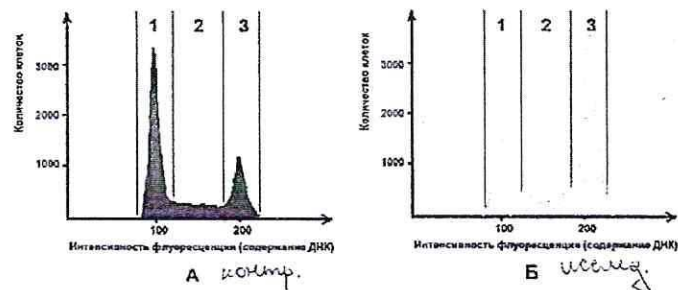 1 2 3
Количество клеток
3000
2000
1000
100 200
Интенсивность флуоресценции (содержание ДНК)
А контр.
1 2 3
Количество клеток
3000
2000
1000
100 200
Интенсивность флуоресценции (содержание ДНК)
Б